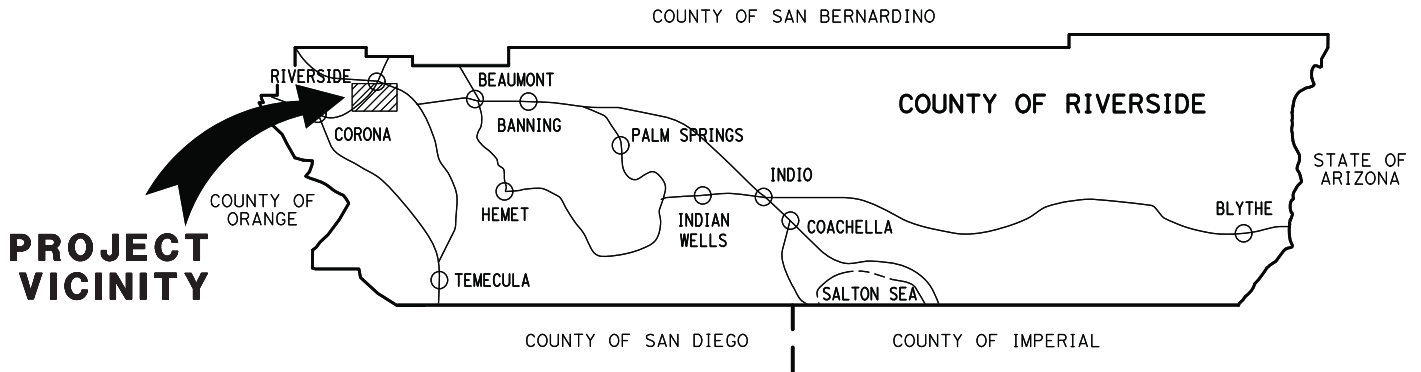 COUNTY OF SAN BERNARDINO
RIVERSIDE
BEAUMONT
COUNTY OF RIVERSIDE
BANNING
CORONA
PALM SPRINGS
STATE OF
ARIZONA
INDIO
COUNTY OF
ORANGE
HEMET
INDIAN
WELLS
COACHELLA
BLYTHE
PROJECT
VICINITY
TEMECULA
SALTON SEA
COUNTY OF SAN DIEGO
COUNTY OF IMPERIAL